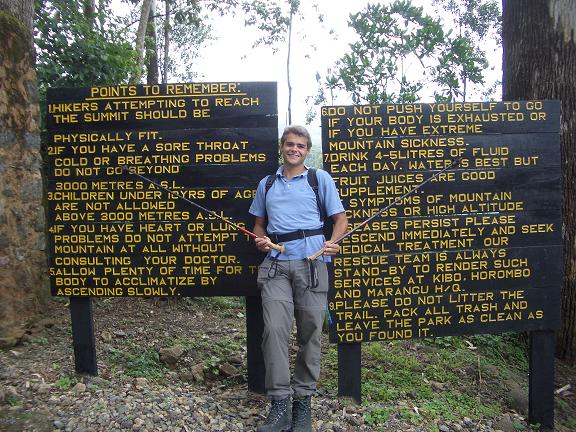 POINTS TO REMEMBER:
1.HIKERS ATTEMPTING TO REACH
THE SUMMIT SHOULD BE
PHYSICALLY FIT.
2.IF YOU HAVE A SORE THROAT
COLD OR BREATHING PROBLEMS
DO NOT GO BEYOND
3000 METRES A.S.L.
3.CHILDREN UNDER 10YRS OF AGE
ARE NOT ALLOWED
ABOVE 3000 METRES A.S.L.
4.IF YOU HAVE HEART OR LUNG
PROBLEMS DO NOT ATTEMPT
MOUNTAIN AT ALL WITHOUT
CONSULTING YOUR DOCTOR.
5.ALLOW PLENTY OF TIME FOR
BODY TO ACCLIMATIZE BY
ASCENDING SLOWLY.
6.DO NOT PUSH YOURSELF TO GO
IF YOUR BODY IS EXHAUSTED OR
IF YOU HAVE EXTREME
MOUNTAIN SICKNESS.
7.DRINK 4-5LITRES OF FLUID
EACH DAY. WATER IS BEST BUT
FRUIT JUICES ARE GOOD
SUPPLEMENT.
SYMPTOMS OF MOUNTAIN
SICKNESS OR HIGH ALTITUDE
PERSIST PLEASE
DESCEND IMMEDIATELY AND SEEK
TREATMENT OUR
RESCUE TEAM IS ALWAYS
STAND-BY TO RENDER SUCH
SERVICES AT KIBO, HOROMBO
AND MARANGU H/Q.
9.PLEASE DO NOT LITTER THE
TRAIL. PACK ALL TRASH AND
LEAVE THE PARK AS CLEAN AS
YOU FOUND IT.